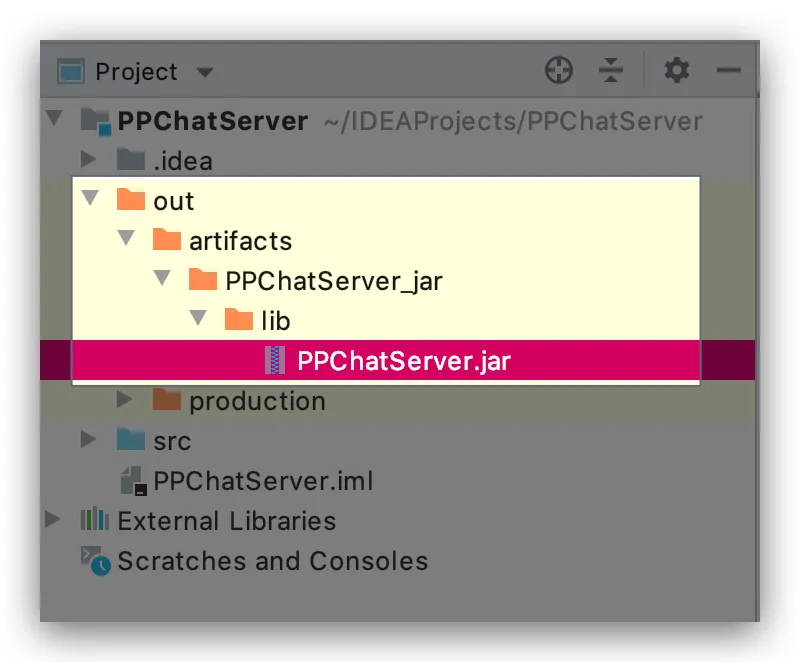 Project
PPChatServer ~/IDEAProjects/PPChatServer
.idea
out
artifacts
PPChatServer_jar
lib
PPChatServer.jar
production
src
PPChatServer.iml
External Libraries
Scratches and Consoles